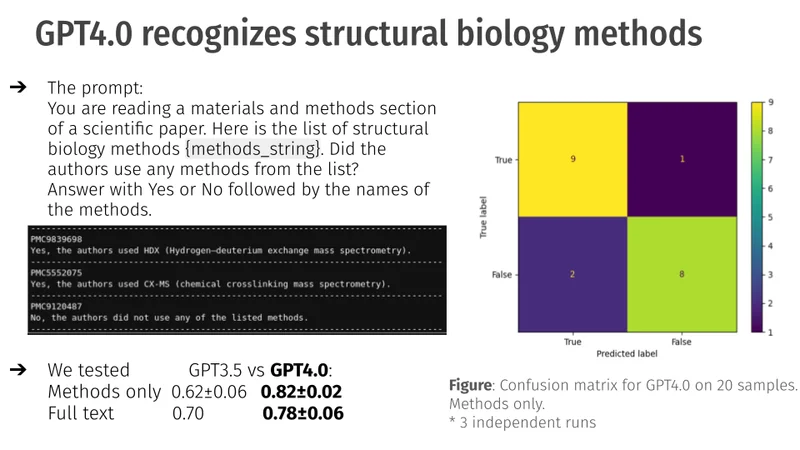 GPT4.0 recognizes structural biology methods
➔ The prompt:
You are reading a materials and methods section
of a scientific paper. Here is the list of structural
biology methods {methods_string}. Did the
authors use any methods from the list?
Answer with Yes or No followed by the names of
the methods.
PMC9839698
Yes, the authors used HDX (Hydrogen–deuterium exchange mass spectrometry).
PMC5552075
Yes, the authors used CX-MS (chemical crosslinking mass spectrometry).
PMC9120487
No, the authors did not use any of the listed methods.
➔ We tested GPT3.5 vs GPT4.0:
Methods only 0.62±0.06 0.82±0.02
Full text 0.70 0.78±0.06
True label
True
False
9
1
2
8
True
False
Predicted label
9
8
7
6
5
4
3
2
1
Figure: Confusion matrix for GPT4.0 on 20 samples.
Methods only.
* 3 independent runs